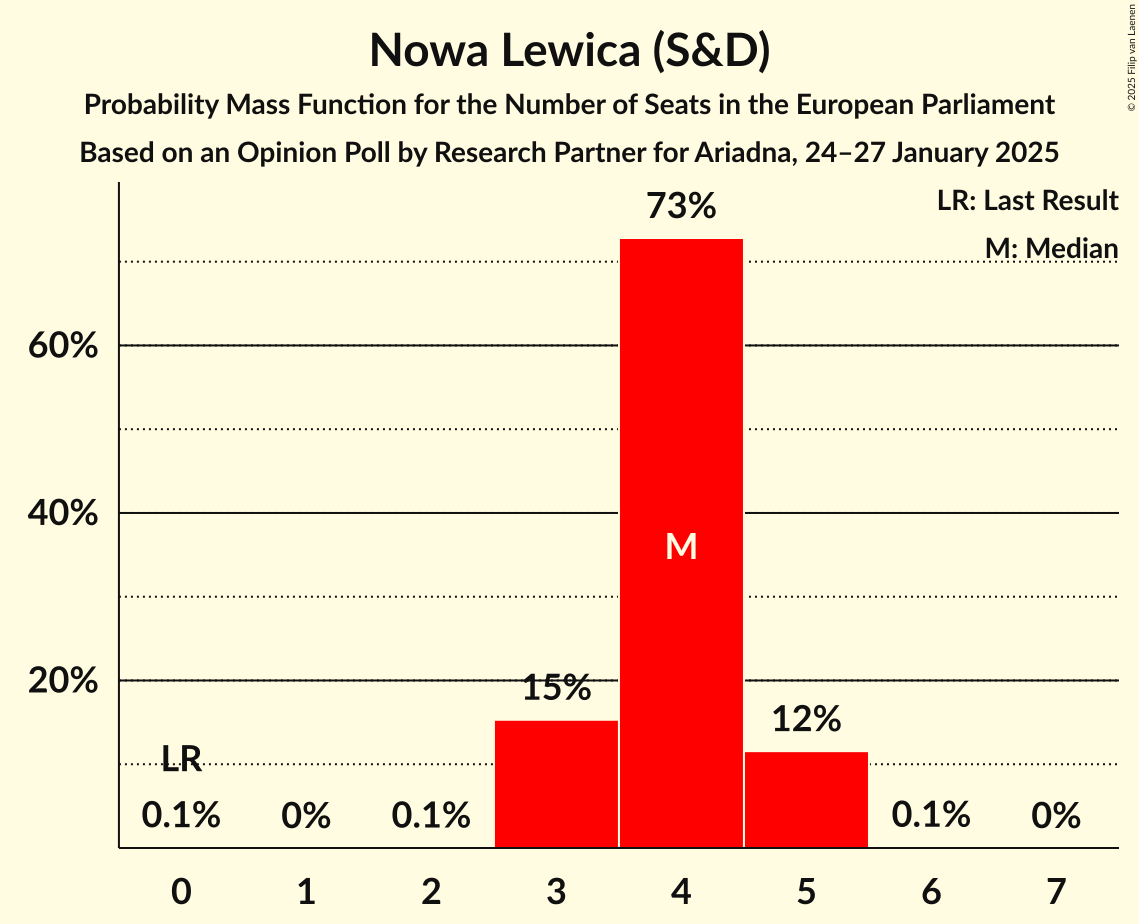 Nowa Lewica (S&D)
Probability Mass Function for the Number of Seats in the European Parliament
Based on an Opinion Poll by Research Partner for Ariadna, 24–27 January 2025
© 2025 Filip van Laenen
LR: Last Result
M: Median
73%
60%
40%
M
20%
15%
12%
LR
0.1% 0% 0.1% 0.1% 0%
0 1 2 3 4 5 6 7